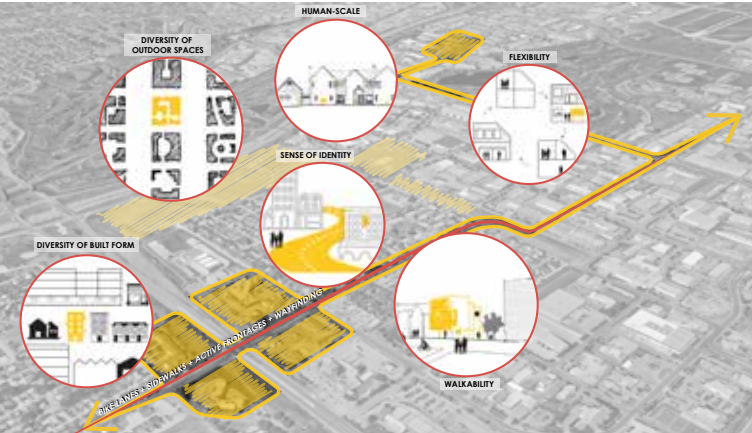 HUMAN-SCALE
DIVERSITY OF
OUTDOOR SPACES
FLEXIBILITY
SENSE OF IDENTITY
DIVERSITY OF BUILT FORM
BIKE LANES + SIDEWALKS + ACTIVE FRONTAGES + WAYFINDING
WALKABILITY